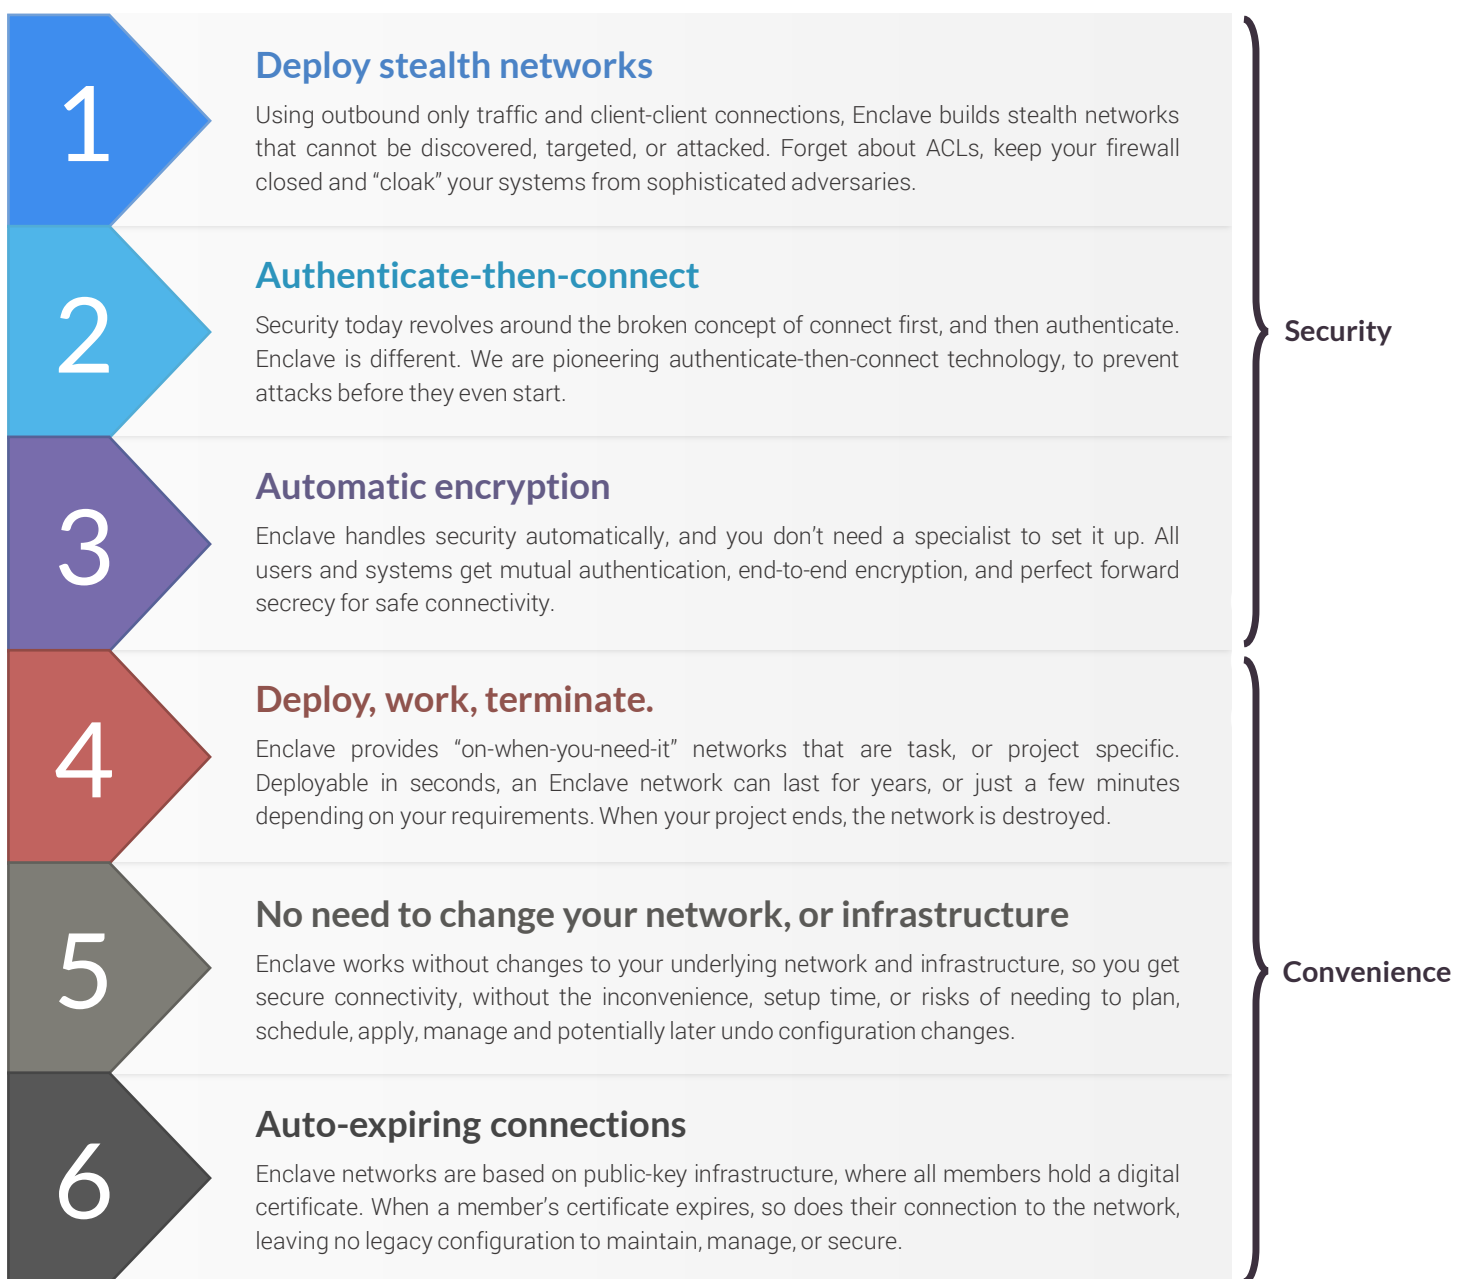 1
Deploy stealth networks
Using outbound only traffic and client-client connections, Enclave builds stealth networks
that cannot be discovered, targeted, or attacked. Forget about ACLs, keep your firewall
closed and “cloak” your systems from sophisticated adversaries.
2
Authenticate-then-connect
Security today revolves around the broken concept of connect first, and then authenticate.
Enclave is different. We are pioneering authenticate-then-connect technology, to prevent
attacks before they even start.
Security
3
Automatic encryption
Enclave handles security automatically, and you don’t need a specialist to set it up. All
users and systems get mutual authentication, end-to-end encryption, and perfect forward
secrecy for safe connectivity.
4
Deploy, work, terminate.
Enclave provides “on-when-you-need-it” networks that are task, or project specific.
Deployable in seconds, an Enclave network can last for years, or just a few minutes
depending on your requirements. When your project ends, the network is destroyed.
5
No need to change your network, or infrastructure
Enclave works without changes to your underlying network and infrastructure, so you get
secure connectivity, without the inconvenience, setup time, or risks of needing to plan,
schedule, apply, manage and potentially later undo configuration changes.
Convenience
6
Auto-expiring connections
Enclave networks are based on public-key infrastructure, where all members hold a digital
certificate. When a member’s certificate expires, so does their connection to the network,
leaving no legacy configuration to maintain, manage, or secure.